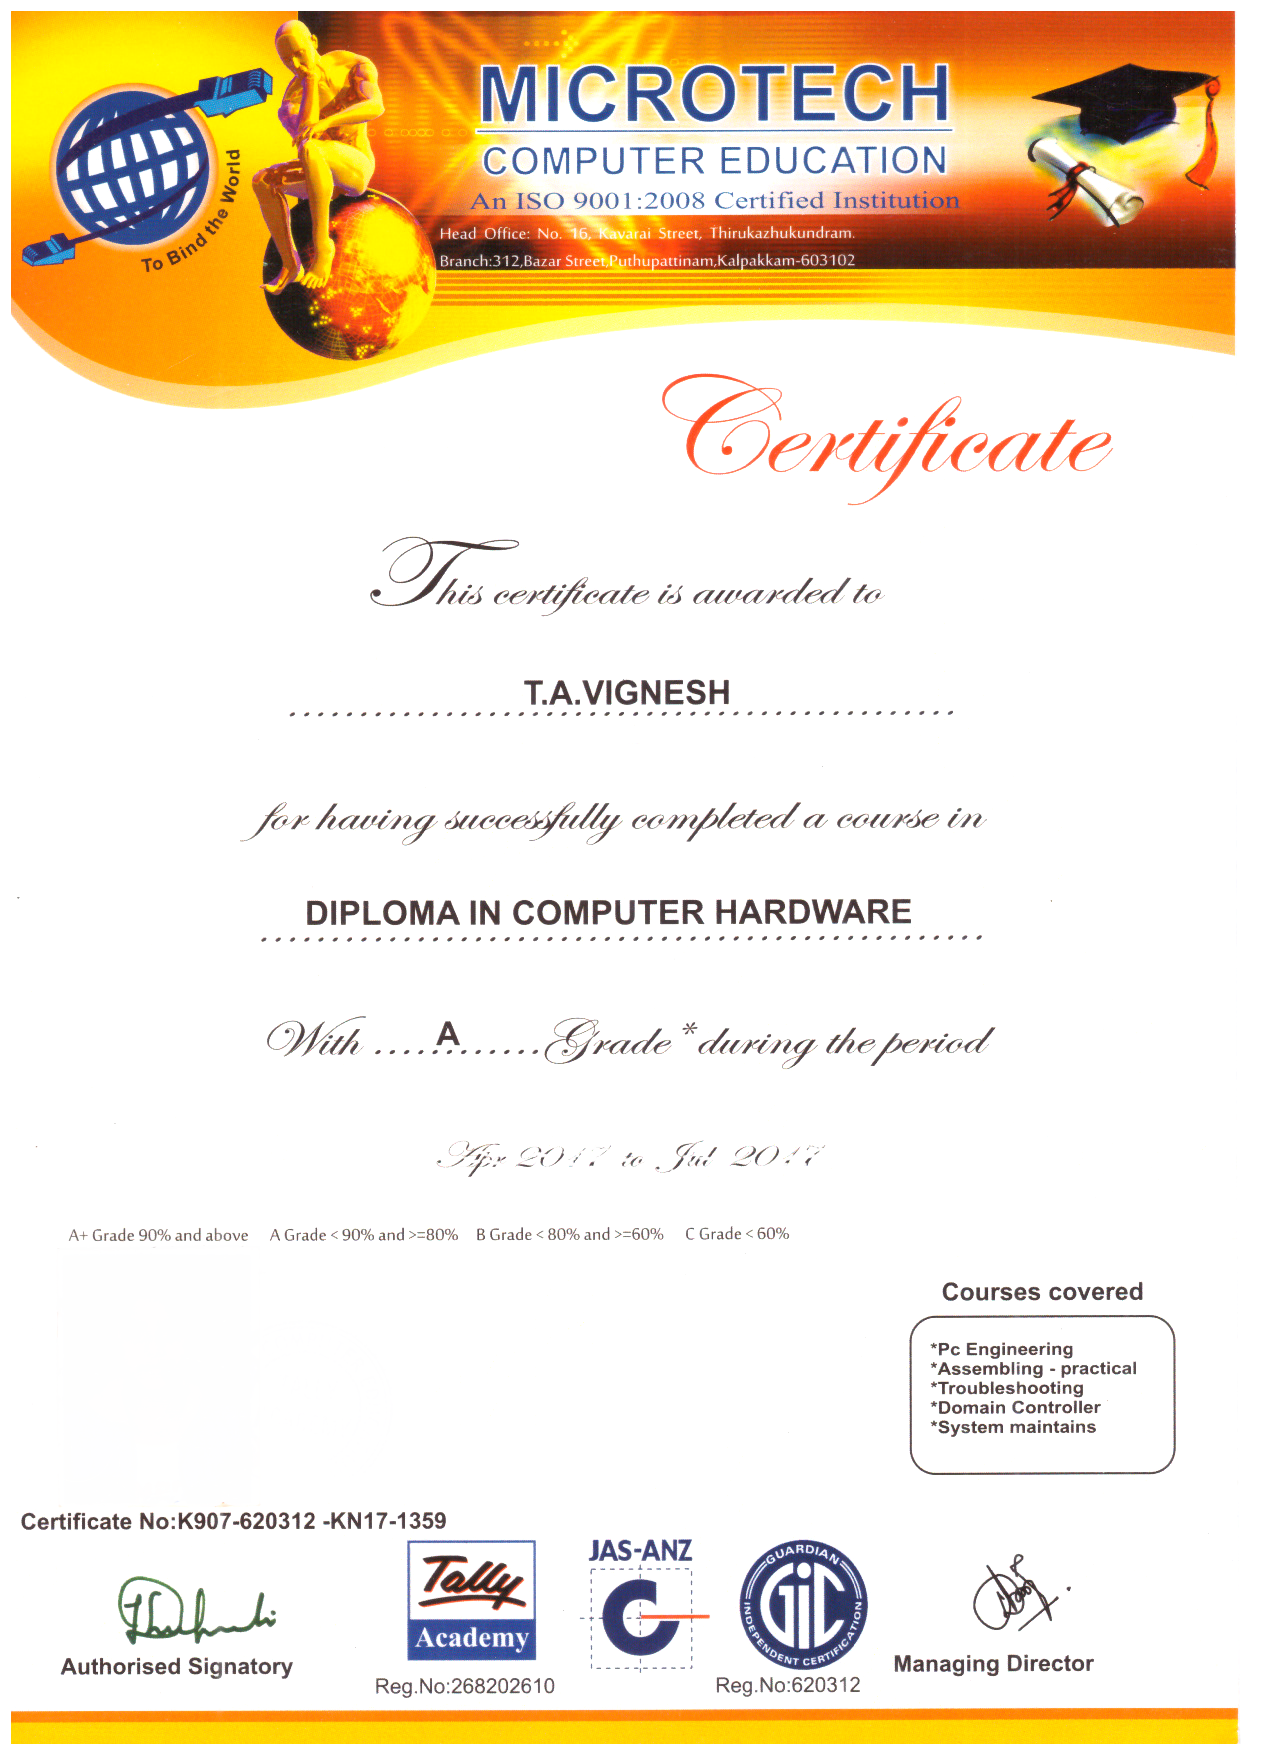 To Bind the World
MICROTECH
COMPUTER EDUCATION
An ISO 9001:2008 Certified Institution
Head Office: No. 16, Kavarai Street, Thirukazhukundram.
Branch:312,Bazar Street,Puthupattinam,Kalpakkam-603102
Certificate
This certificate is awarded to
T.A.VIGNESH
for having successfully completed a course in
DIPLOMA IN COMPUTER HARDWARE
With ....A...... Grade * during the period
Apr 2017 to Jul 2017
A+ Grade 90% and above A Grade < 90% and >=80% B Grade < 80% and >=60% C Grade < 60%
Courses covered
*Pc Engineering
*Assembling - practical
*Troubleshooting
*Domain Controller
*System maintains
Certificate No:K907-620312 -KN17-1359
Tally
Academy
JAS-ANZ
GUARDIAN
GIC
INDEPENDENT CERTIFICATION
Authorised Signatory
Reg.No:268202610
Reg.No:620312
Managing Director